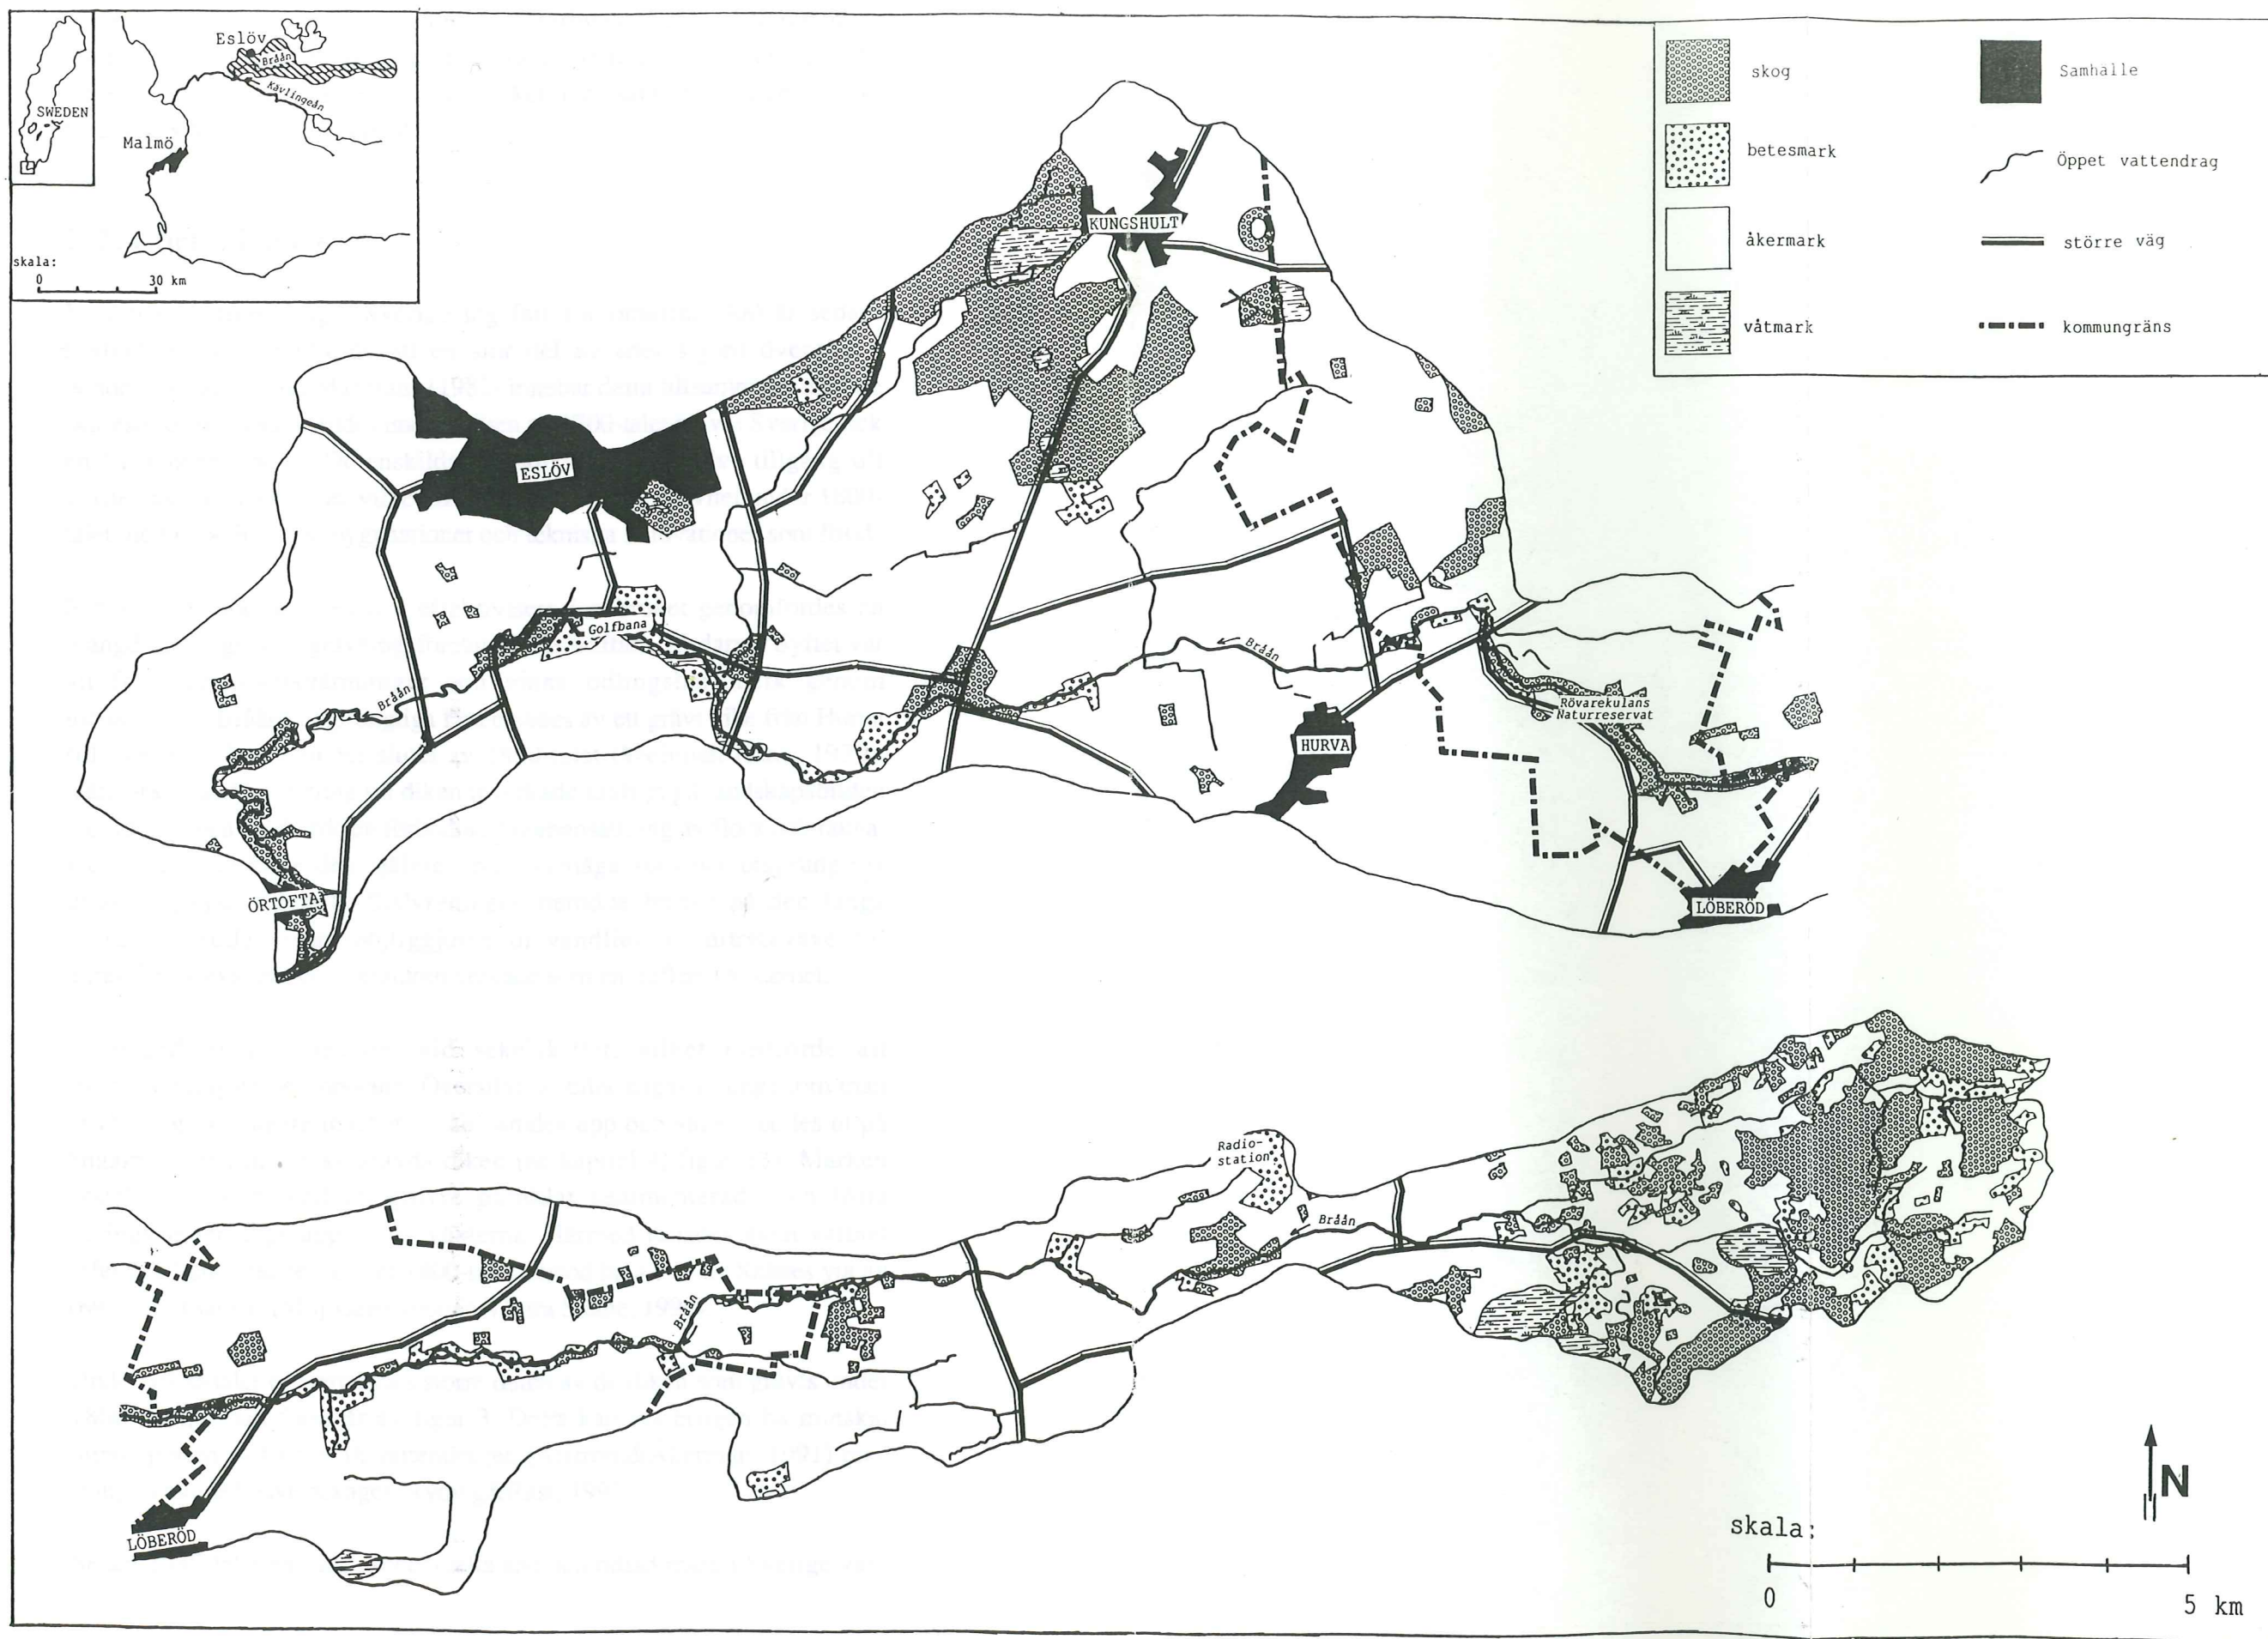 Eslöv
Bråån
Kävlingeån
SWEDEN
Malmö
skala:
0 30 km
skog
Samhälle
betesmark
Öppet vattendrag
åkermark
större väg
våtmark
kommungräns
KUNGSHULT
ESLÖV
Golfbana
Bråån
Bråån
Rövarekulans
Naturreservat
HURVA
ÖRTOFTA
LÖBERÖD
Radio-
station
Bråån
Bråån
LÖBERÖD
N
skala:
0 5 km